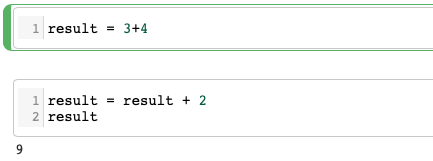 1 result = 3+4
1 result = result + 2
2 result
9